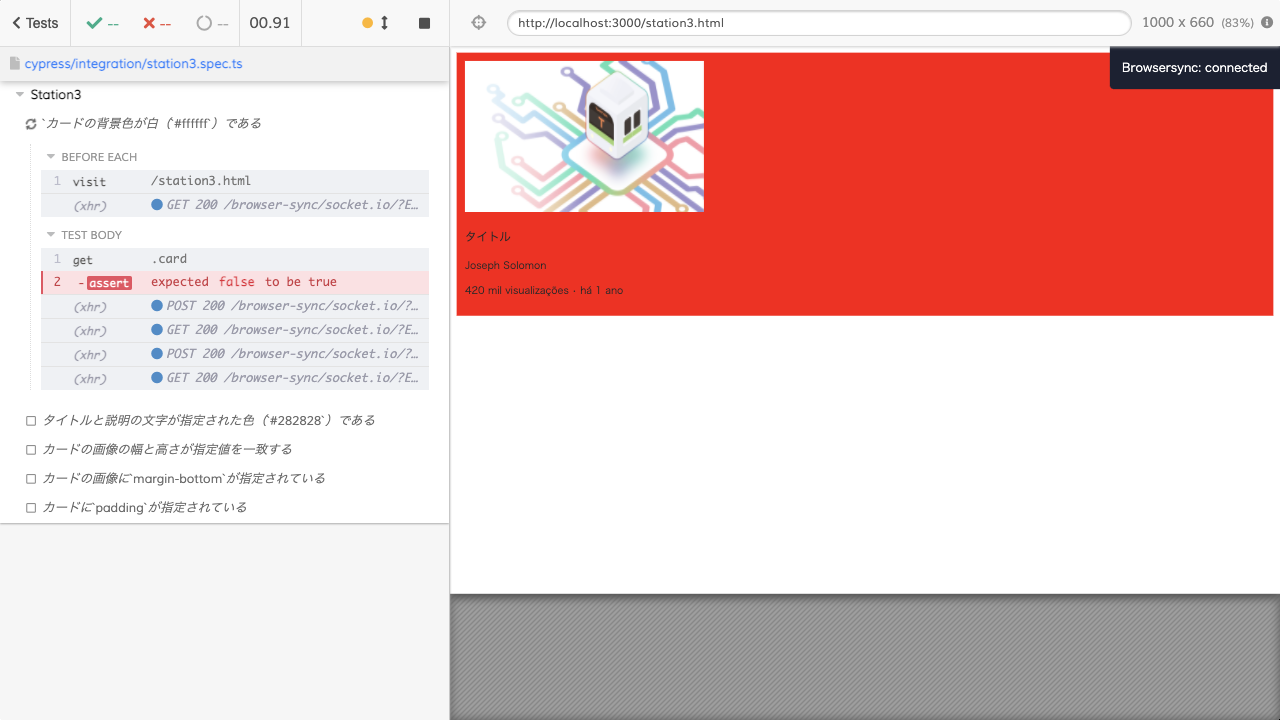 Tests
--
--
--
00.91
http://localhost:3000/station3.html
1000 x 660 (83%)
cypress/integration/station3.spec.ts
Browsersync: connected
Station3
`カードの背景色が白（`#ffffff`）である
BEFORE EACH
1 visit /station3.html
(xhr) GET 200 /browser-sync/socket.io/?E…
TEST BODY
1 get .card
2 -assert expected false to be true
(xhr) POST 200 /browser-sync/socket.io/?…
(xhr) GET 200 /browser-sync/socket.io/?E…
(xhr) POST 200 /browser-sync/socket.io/?…
(xhr) GET 200 /browser-sync/socket.io/?E…
タイトルと説明の文字が指定された色（`#282828`）である
カードの画像の幅と高さが指定値を一致する
カードの画像に`margin-bottom`が指定されている
カードに`padding`が指定されている
タイトル
Joseph Solomon
420 mil visualizações · há 1 ano